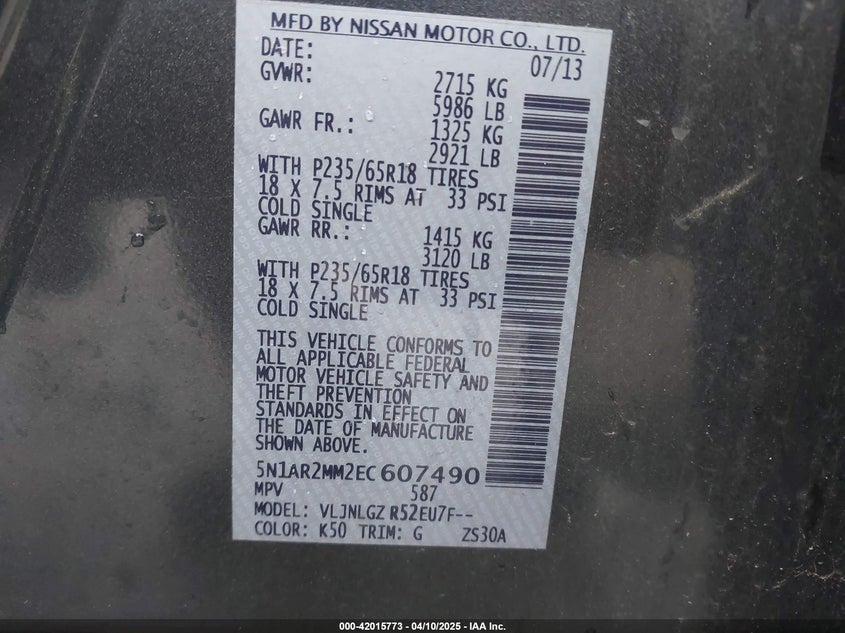 MFD BY NISSAN MOTOR CO., LTD.
DATE: 07/13
GVWR: 2715 KG
5986 LB
GAWR FR.: 1325 KG
2921 LB
WITH P235/65R18 TIRES
18 X 7.5 RIMS AT 33 PSI
COLD SINGLE
GAWR RR.: 1415 KG
3120 LB
WITH P235/65R18 TIRES
18 X 7.5 RIMS AT 33 PSI
COLD SINGLE
THIS VEHICLE CONFORMS TO
ALL APPLICABLE FEDERAL
MOTOR VEHICLE SAFETY AND
THEFT PREVENTION
STANDARDS IN EFFECT ON
THE DATE OF MANUFACTURE
SHOWN ABOVE.
5N1AR2MM2EC607490
MPV 587
MODEL: VLJNLGZ R52EU7F--
COLOR: K50 TRIM: G ZS30A
000-42015773 - 04/10/2025 - IAA Inc.